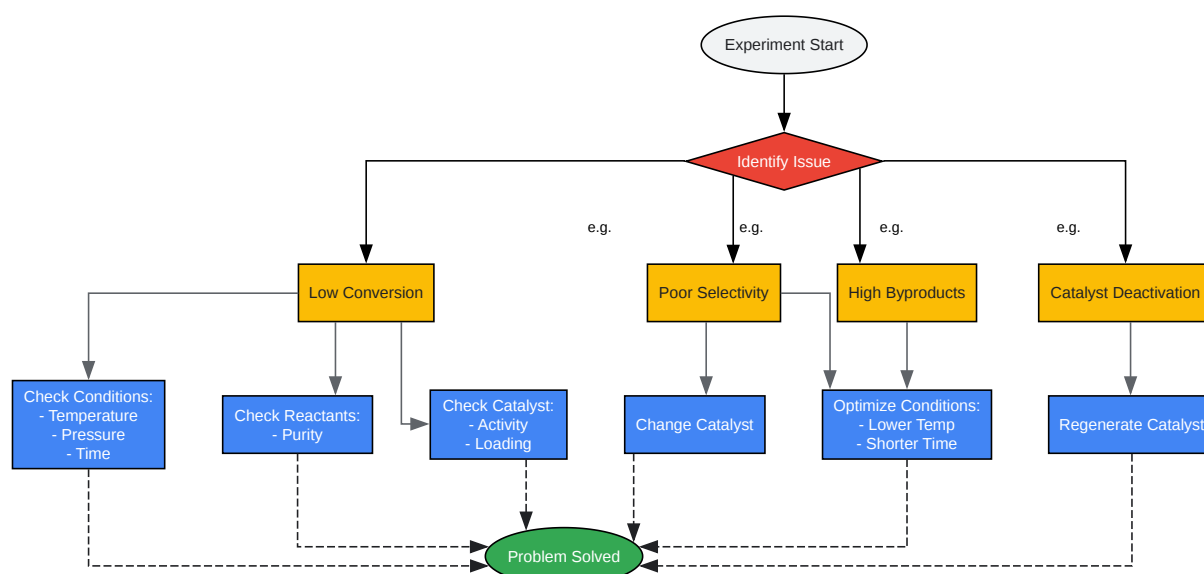 Experiment Start
Identify Issue
e.g.
e.g.
e.g.
e.g.
Low Conversion
Poor Selectivity
High Byproducts
Catalyst Deactivation
Check Conditions:
- Temperature
- Pressure
- Time
Check Reactants:
- Purity
Check Catalyst:
- Activity
- Loading
Change Catalyst
Optimize Conditions:
- Lower Temp
- Shorter Time
Regenerate Catalyst
Problem Solved